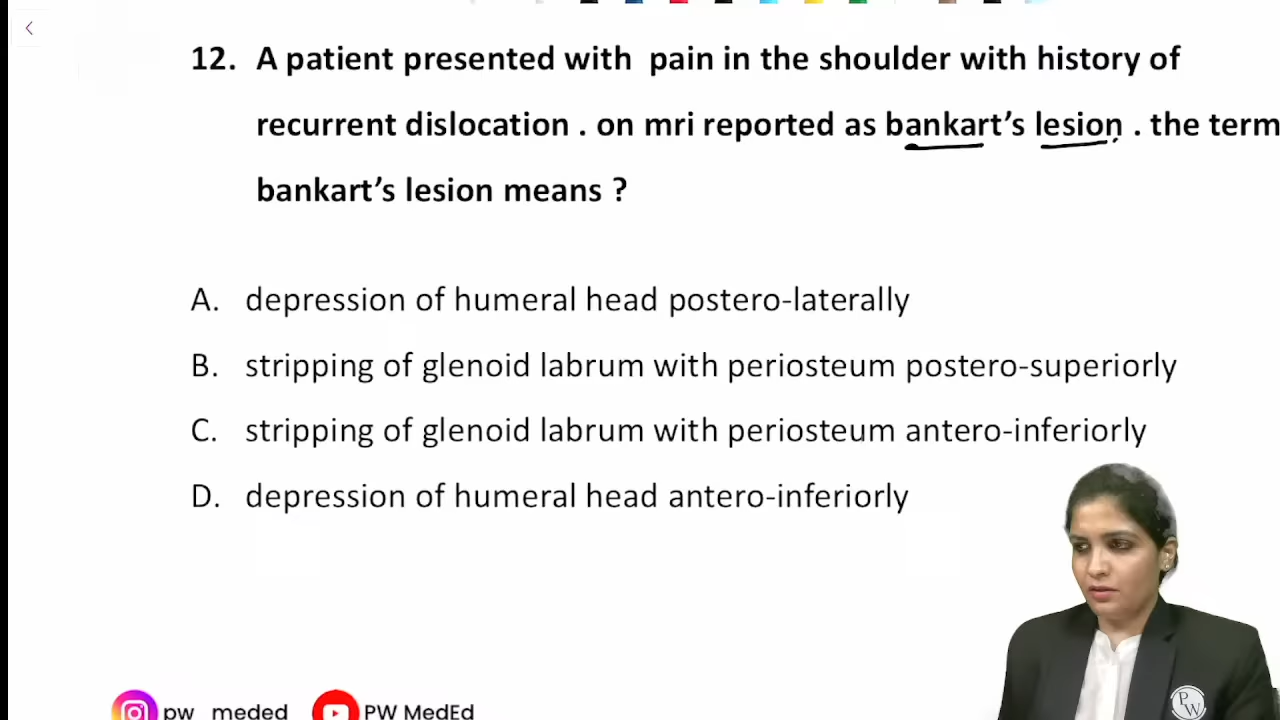 12. A patient presented with pain in the shoulder with history of
recurrent dislocation . on mri reported as bankart’s lesion . the term
bankart’s lesion means ?
A. depression of humeral head postero-laterally
B. stripping of glenoid labrum with periosteum postero-superiorly
C. stripping of glenoid labrum with periosteum antero-inferiorly
D. depression of humeral head antero-inferiorly
PW
pw_meded PW MedEd